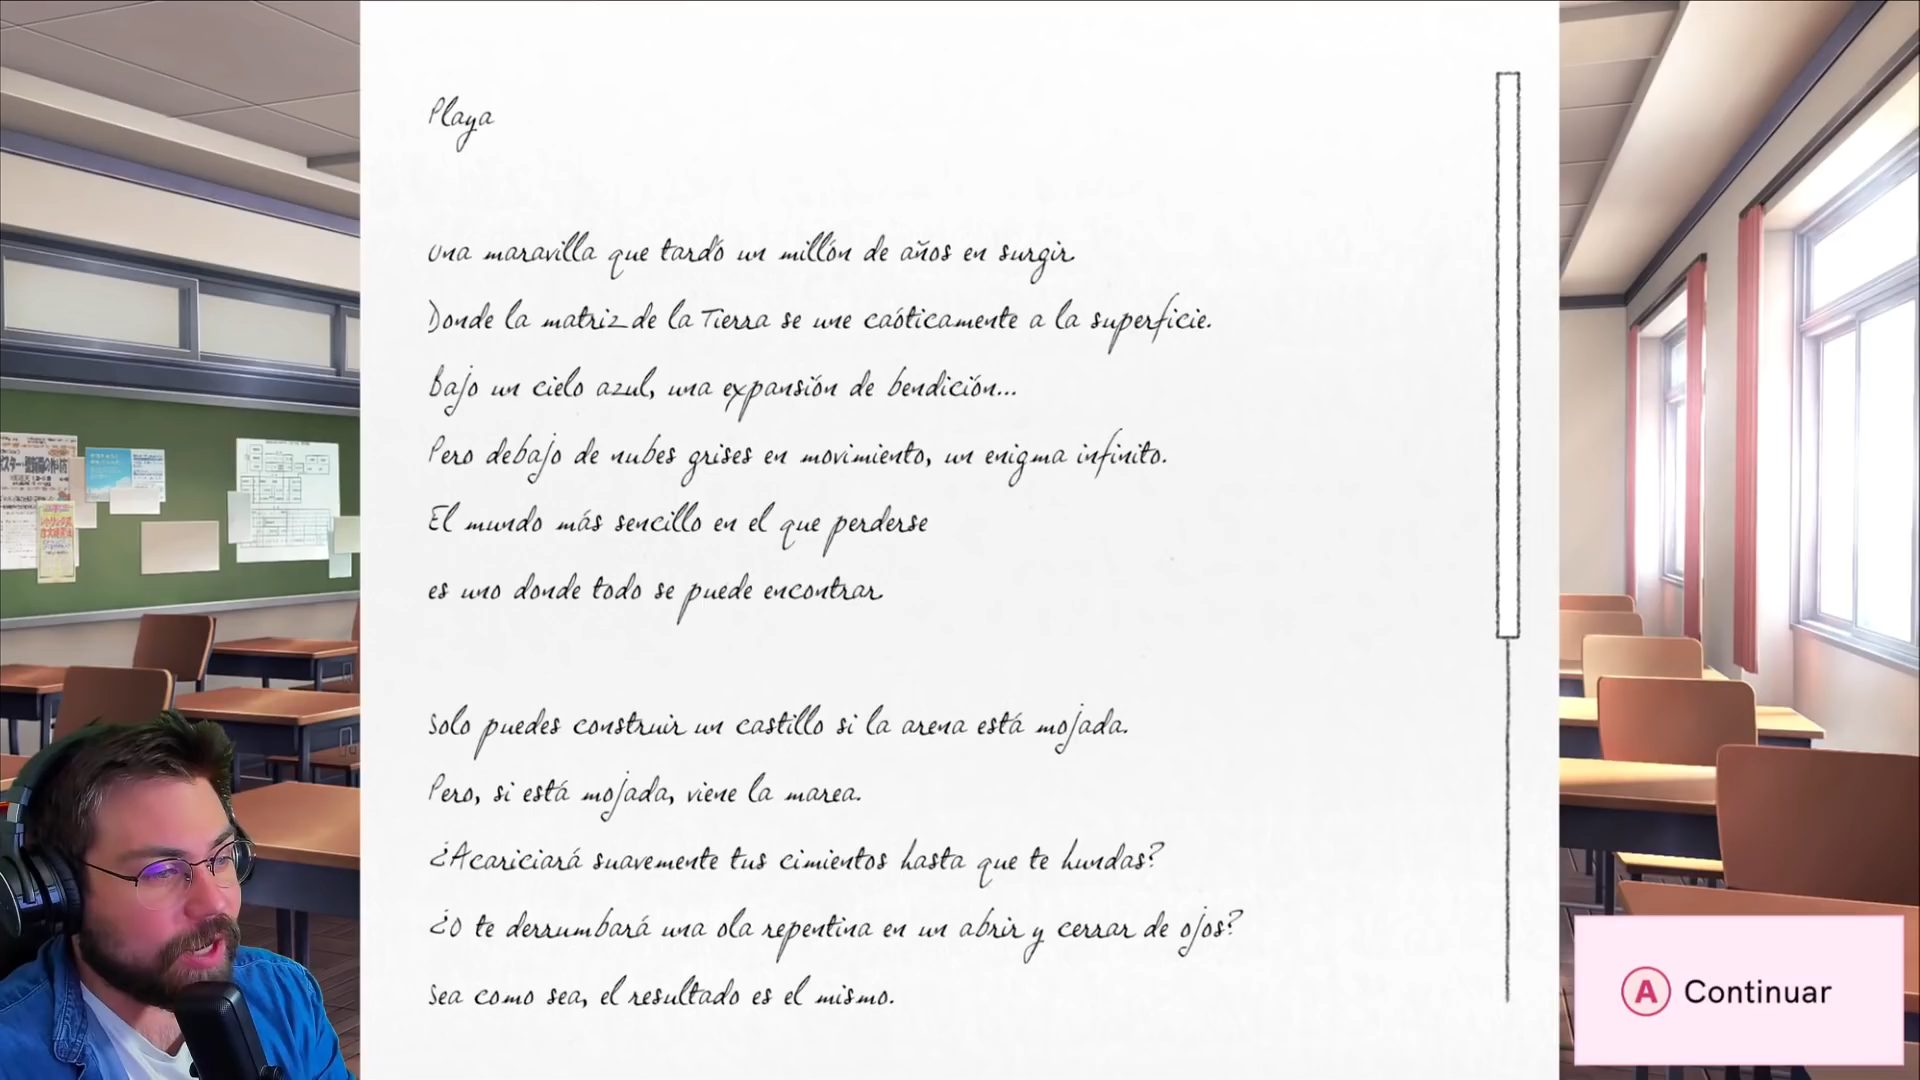 Playa
Una maravilla que tardó un millón de años en surgir.
Donde la matriz de la Tierra se une caóticamente a la superficie.
Bajo un cielo azul, una expansión de bendición...
Pero debajo de nubes grises en movimiento, un enigma infinito.
El mundo más sencillo en el que perderse
es uno donde todo se puede encontrar.
Solo puedes construir un castillo si la arena está mojada.
Pero, si está mojada, viene la marea.
¿Acariciará suavemente tus cimientos hasta que te hundas?
¿O te derrumbará una ola repentina en un abrir y cerrar de ojos?
Sea como sea, el resultado es el mismo.
A Continuar